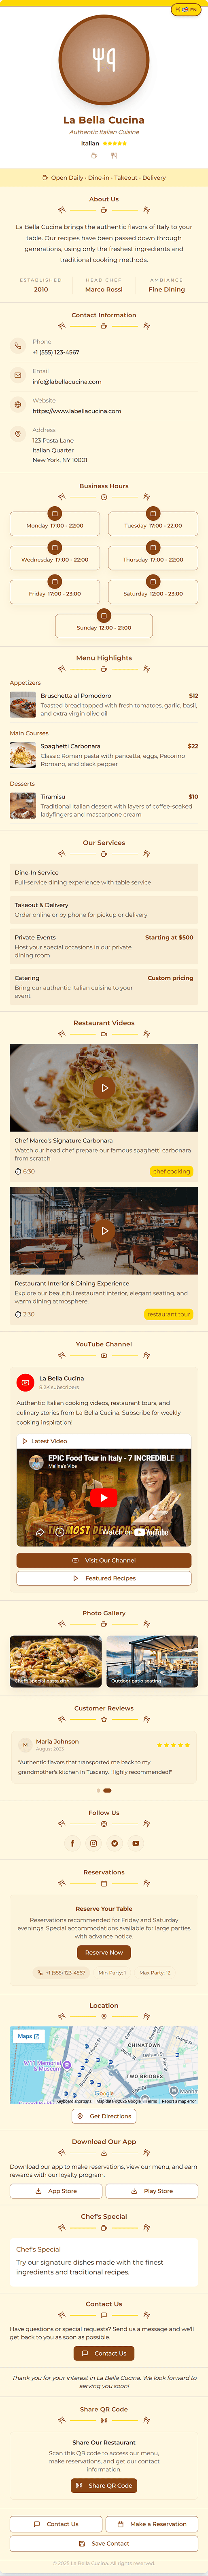 EN
La Bella Cucina
Authentic Italian Cuisine
Italian
Open Daily • Dine-in • Takeout • Delivery
About Us
La Bella Cucina brings the authentic flavors of Italy to your
table. Our recipes have been passed down through
generations, using only the freshest ingredients and
traditional cooking methods.
ESTABLISHED
2010
HEAD CHEF
Marco Rossi
AMBIANCE
Fine Dining
Contact Information
Phone
+1 (555) 123-4567
Email
info@labellacucina.com
Website
https://www.labellacucina.com
Address
123 Pasta Lane
Italian Quarter
New York, NY 10001
Business Hours
Monday 17:00 - 22:00
Tuesday 17:00 - 22:00
Wednesday 17:00 - 22:00
Thursday 17:00 - 22:00
Friday 17:00 - 23:00
Saturday 12:00 - 23:00
Sunday 12:00 - 21:00
Menu Highlights
Appetizers
Bruschetta al Pomodoro $12
Toasted bread topped with fresh tomatoes, garlic, basil,
and extra virgin olive oil
Main Courses
Spaghetti Carbonara $22
Classic Roman pasta with pancetta, eggs, Pecorino
Romano, and black pepper
Desserts
Tiramisu $10
Traditional Italian dessert with layers of coffee-soaked
ladyfingers and mascarpone cream
Our Services
Dine-In Service
Full-service dining experience with table service
Takeout & Delivery
Order online or by phone for pickup or delivery
Private Events Starting at $500
Host your special occasions in our private
dining room
Catering Custom pricing
Bring our authentic Italian cuisine to your
event
Restaurant Videos
Chef Marco's Signature Carbonara
Watch our head chef prepare our famous spaghetti carbonara
from scratch
6:30
chef cooking
Restaurant Interior & Dining Experience
Explore our beautiful restaurant interior, elegant seating, and
warm dining atmosphere.
2:30
restaurant tour
YouTube Channel
La Bella Cucina
8.2K subscribers
Authentic Italian cooking videos, restaurant tours, and
culinary stories from La Bella Cucina. Subscribe for weekly
cooking inspiration!
Latest Video
EPIC Food Tour in Italy - 7 INCREDIBLE
Malina's Vibe
THE MOST DELICIOUS
Watch on YouTube
Visit Our Channel
Featured Recipes
Photo Gallery
Chef's special pasta dish
Outdoor patio seating
Customer Reviews
M
Maria Johnson
August 2023
"Authentic flavors that transported me back to my
grandmother's kitchen in Tuscany. Highly recommended!"
Follow Us
Reservations
Reserve Your Table
Reservations recommended for Friday and Saturday
evenings. Special accommodations available for large
parties with advance notice.
Reserve Now
+1 (555) 123-4567
Min Party: 1
Max Party: 12
Location
Maps
CHINATOWN
9/11 Memorial
& Museum
TWO BRIDGES
Google
Keyboard shortcuts
Map data ©2026 Google
Terms
Report a map error
Get Directions
Download Our App
Download our app to make reservations, view our menu, and earn
rewards with our loyalty program.
App Store
Play Store
Chef's Special
Chef's Special
Try our signature dishes made with the finest
ingredients and traditional recipes.
Contact Us
Have questions or special requests? Send us a message and we'll
get back to you as soon as possible.
Contact Us
Thank you for your interest in La Bella Cucina. We look forward to
serving you soon!
Share QR Code
Share Our Restaurant
Scan this QR code to access our menu,
make reservations, and get our contact
information.
Share QR Code
Contact Us
Make a Reservation
Save Contact
© 2025 La Bella Cucina. All rights reserved.